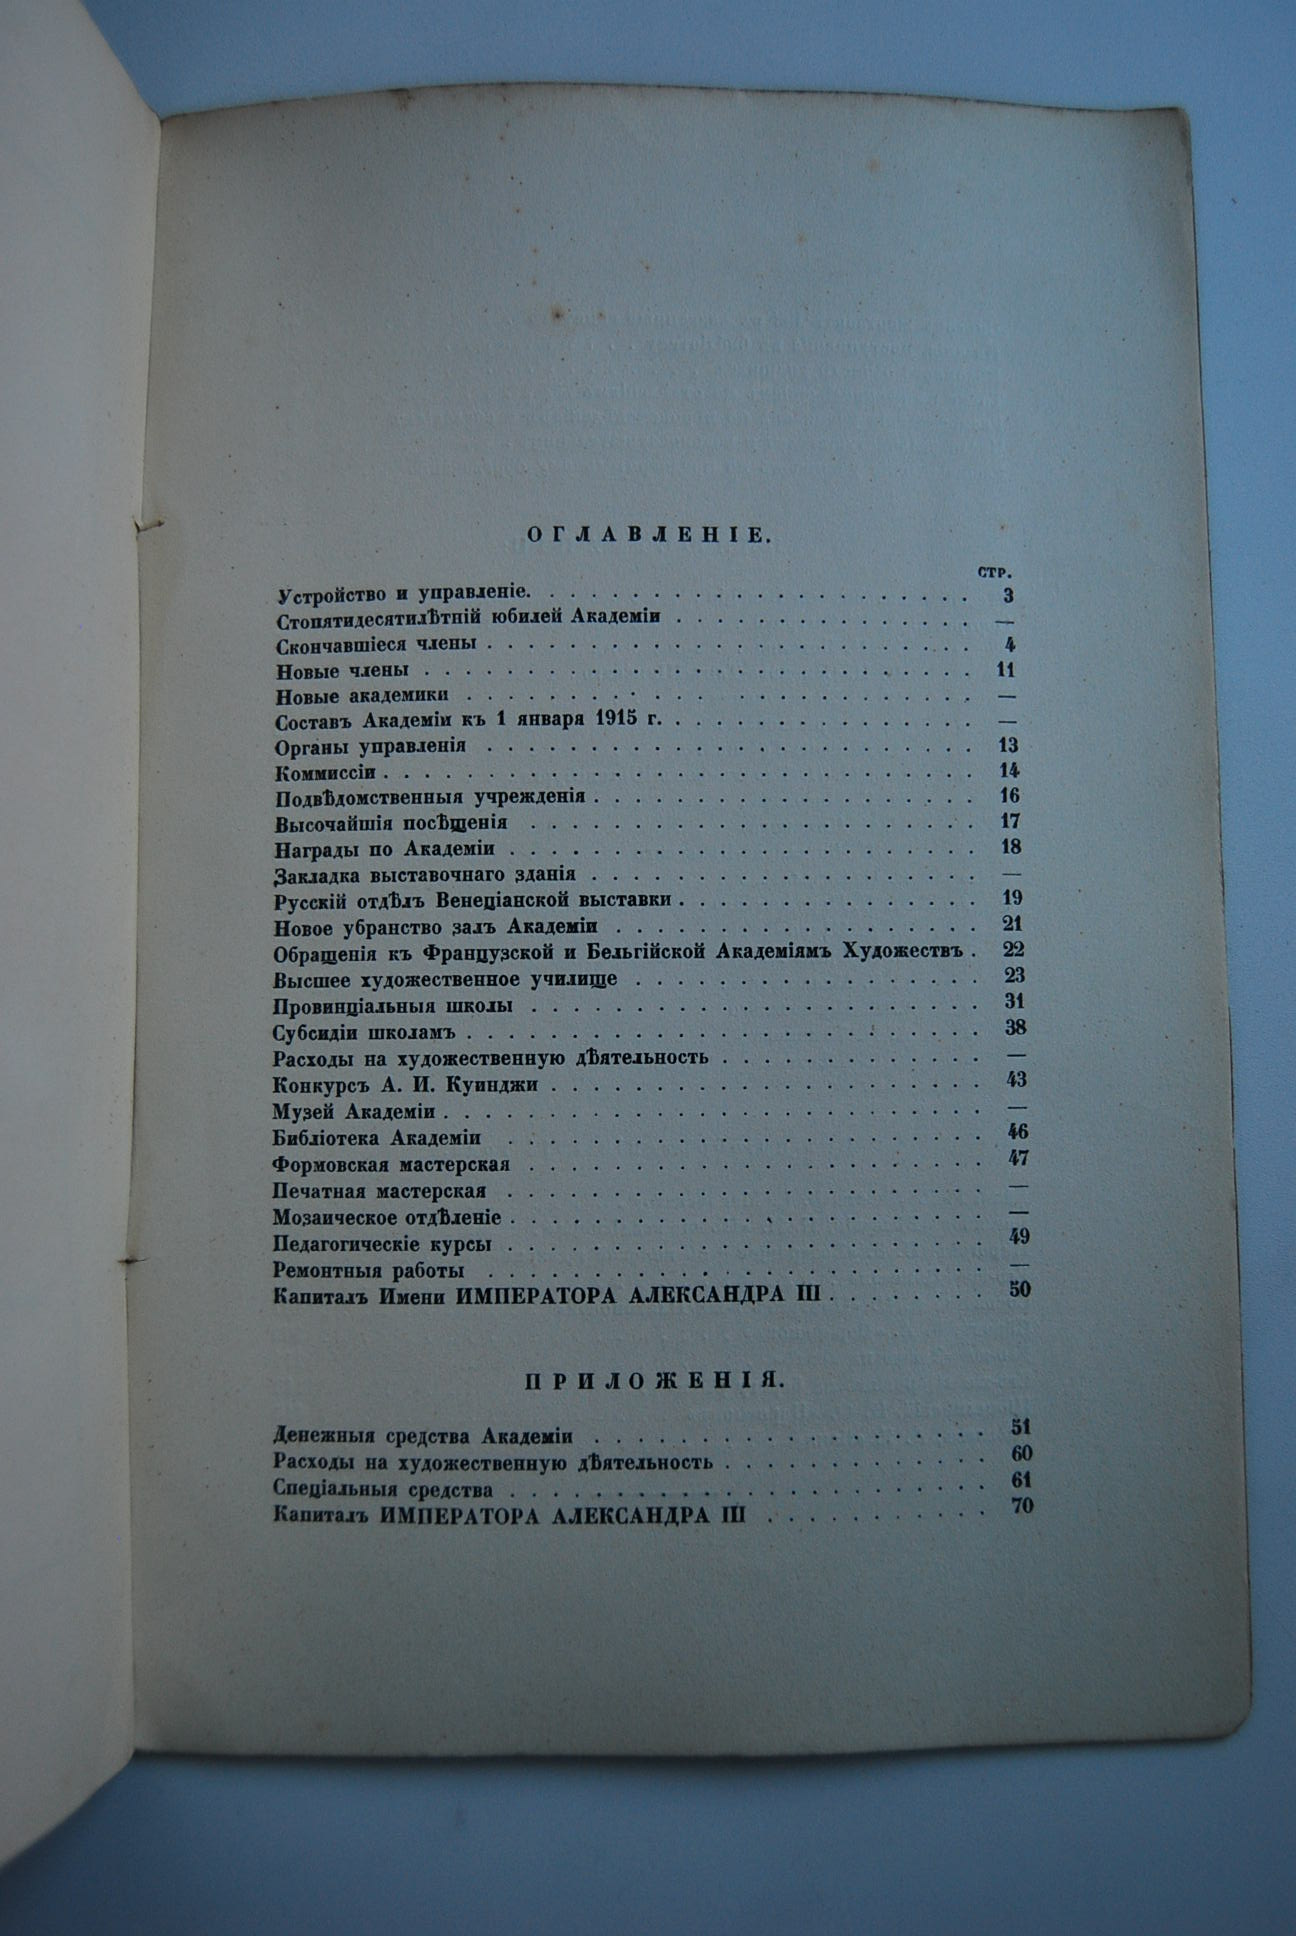 ОГЛАВЛЕНІЕ.
СТР.
Устройство и управленіе. . . . . . . . . . . . . . . . . . . . . . 3
Стопятидесятилѣтній юбилей Академіи . . . . . . . . . . . . . . . —
Скончавшіеся члены . . . . . . . . . . . . . . . . . . . . . . . . 4
Новые члены . . . . . . . . . . . . . . . . . . . . . . . . . . . 11
Новые академики . . . . . . . . . . . . . . . . . . . . . . . . . —
Составъ Академіи къ 1 января 1915 г. . . . . . . . . . . . . . . . —
Органы управленія . . . . . . . . . . . . . . . . . . . . . . . . 13
Коммиссіи . . . . . . . . . . . . . . . . . . . . . . . . . . . . 14
Подвѣдомственныя учрежденія . . . . . . . . . . . . . . . . . . . 16
Высочайшія посѣщенія . . . . . . . . . . . . . . . . . . . . . . 17
Награды по Академіи . . . . . . . . . . . . . . . . . . . . . . . 18
Закладка выставочнаго зданія . . . . . . . . . . . . . . . . . . . —
Русскій отдѣлъ Венеціанской выставки . . . . . . . . . . . . . . . 19
Новое убранство залъ Академіи . . . . . . . . . . . . . . . . . . 21
Обращенія къ Французской и Бельгійской Академіямъ Художествъ . 22
Высшее художественное училище . . . . . . . . . . . . . . . . . 23
Провинціальныя школы . . . . . . . . . . . . . . . . . . . . . . 31
Субсидіи школамъ . . . . . . . . . . . . . . . . . . . . . . . . . 38
Расходы на художественную дѣятельность . . . . . . . . . . . . . —
Конкурсъ А. И. Куинджи . . . . . . . . . . . . . . . . . . . . . 43
Музей Академіи . . . . . . . . . . . . . . . . . . . . . . . . . . —
Библіотека Академіи . . . . . . . . . . . . . . . . . . . . . . . 46
Формовская мастерская . . . . . . . . . . . . . . . . . . . . . . 47
Печатная мастерская . . . . . . . . . . . . . . . . . . . . . . . —
Мозаическое отдѣленіе . . . . . . . . . . . . . . . . . . . . . . . —
Педагогическіе курсы . . . . . . . . . . . . . . . . . . . . . . . 49
Ремонтныя работы . . . . . . . . . . . . . . . . . . . . . . . . —
Капиталъ Имени ИМПЕРАТОРА АЛЕКСАНДРА III . . . . . . . . 50
ПРИЛОЖЕНІЯ.
Денежныя средства Академіи . . . . . . . . . . . . . . . . . . . 51
Расходы на художественную дѣятельность . . . . . . . . . . . . . 60
Спеціальныя средства . . . . . . . . . . . . . . . . . . . . . . . 61
Капиталъ ИМПЕРАТОРА АЛЕКСАНДРА III . . . . . . . . . . . 70